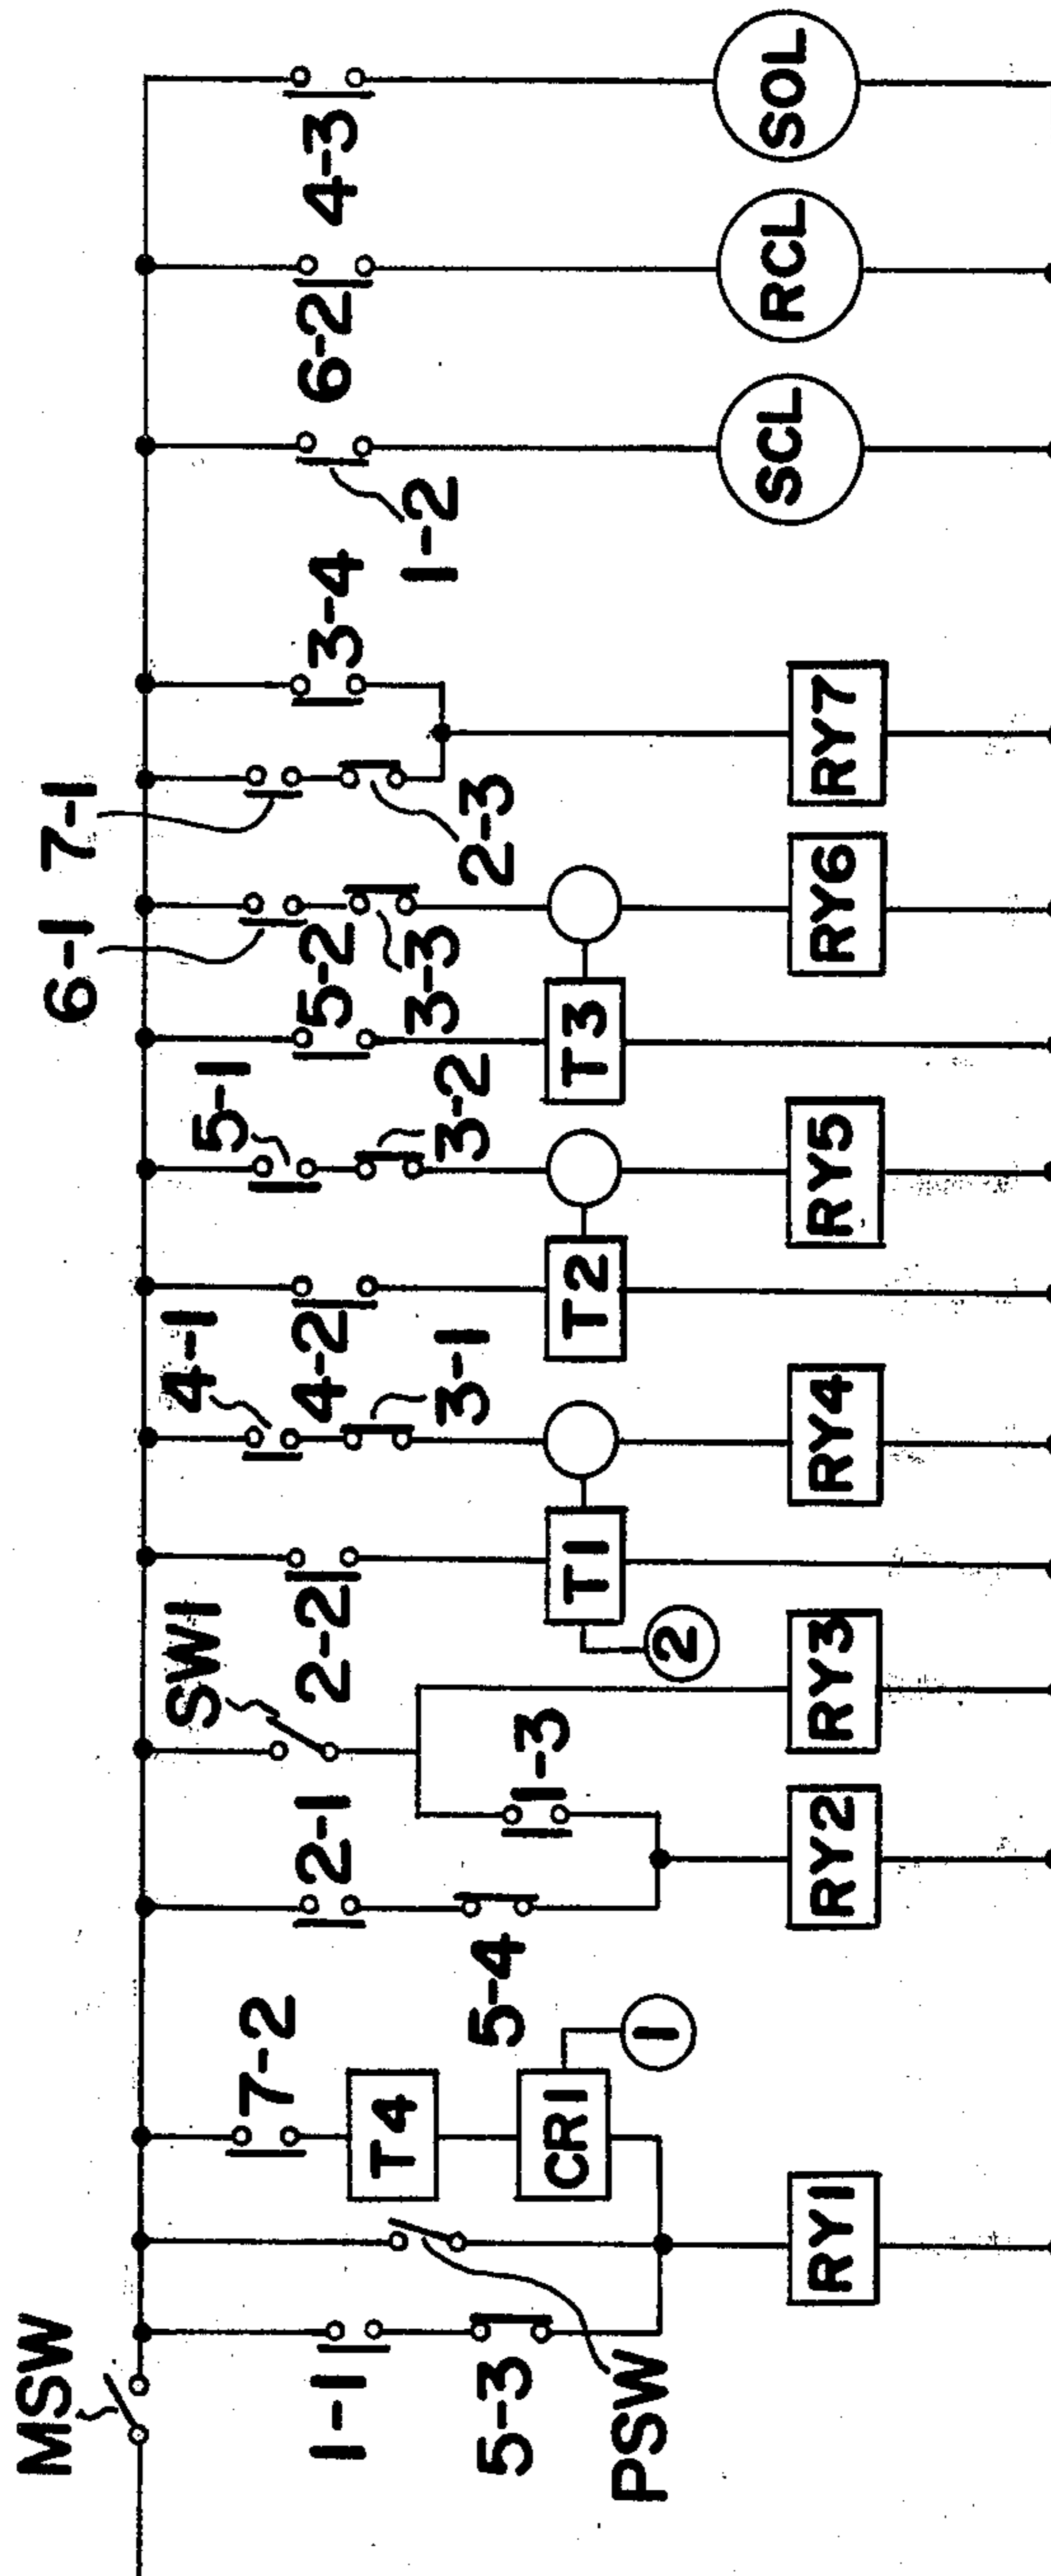 MSW
1-1
5-3
PSW
7-2
T4
CR1
1
RY1
2-1
5-4
SW1
1-3
RY2
RY3
2-2
T1
2
4-1
3-1
RY4
4-2
T2
5-1
3-2
RY5
5-2
T3
6-1
3-3
RY6
7-1
2-3
3-4
RY7
1-2
SCL
6-2
RCL
4-3
SOL